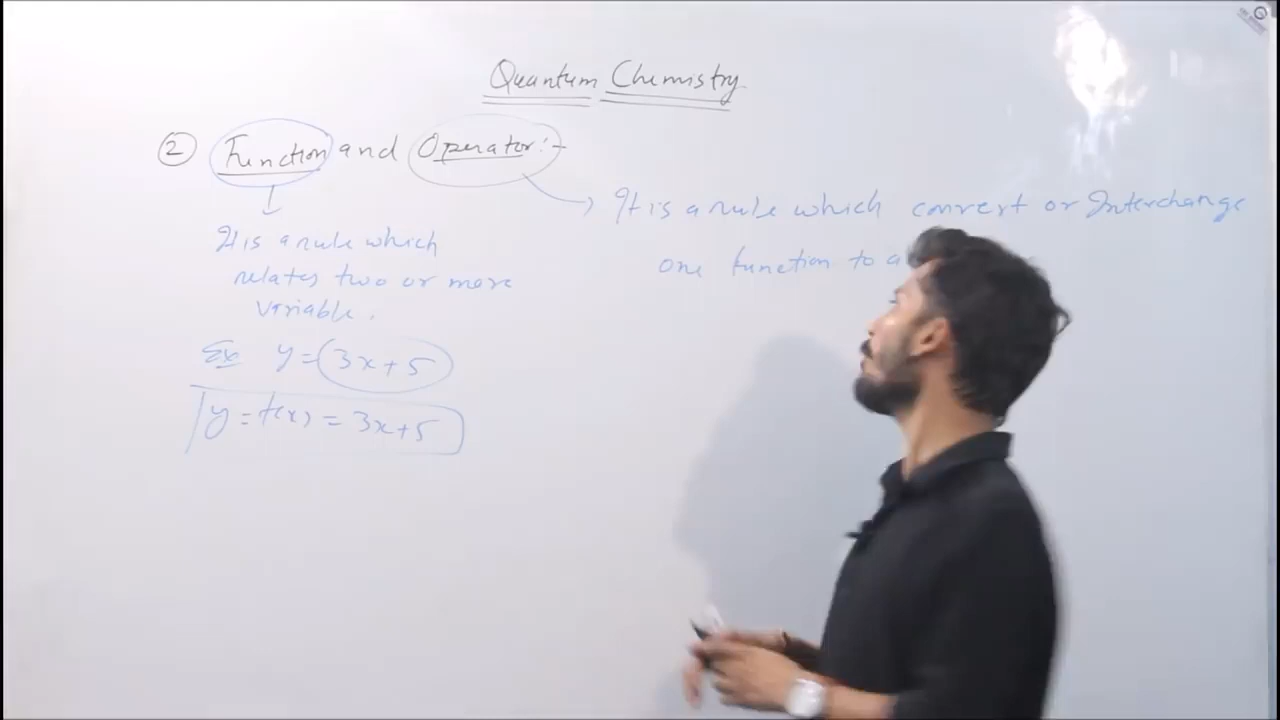 Quantum Chemistry
② Function and Operator:-
It is a rule which
relates two or more
variable.
Ex y = 3x+5
y = f(x) = 3x+5
It is a rule which convert or Interchange
one function to